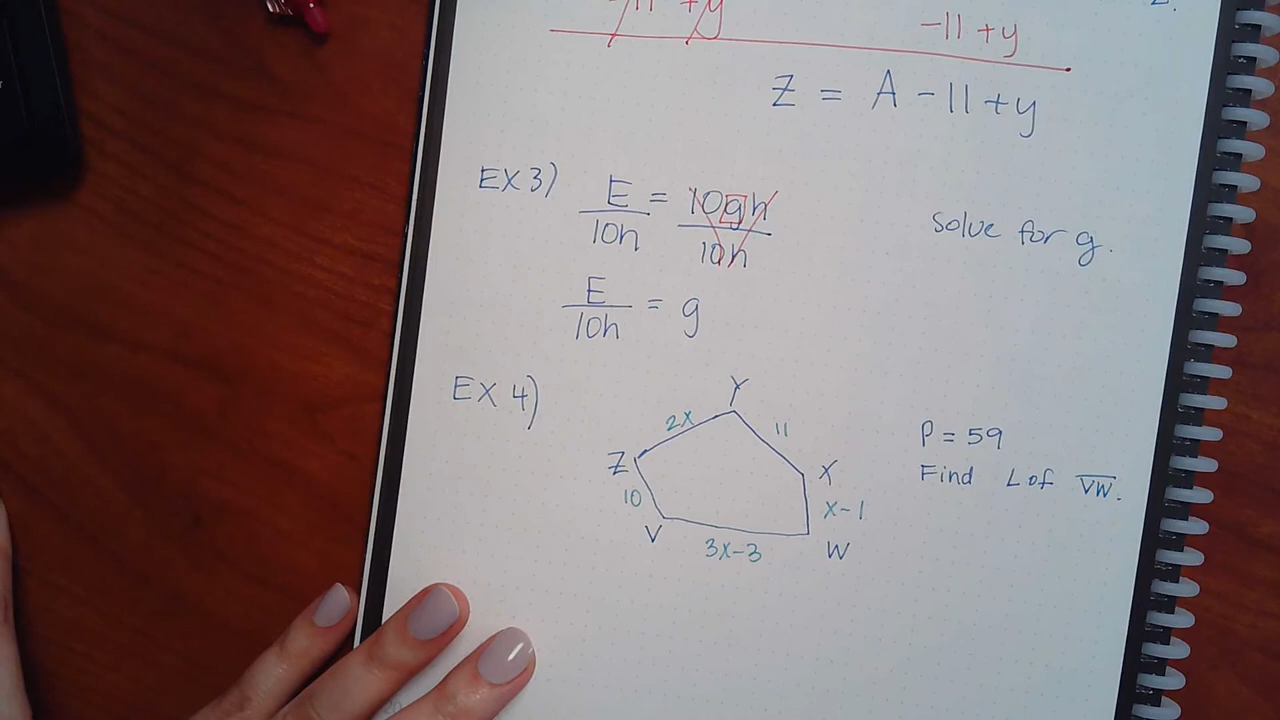 -11 +y -11 +y
Z = A - 11 + y
EX 3) E/10h = 10gh/10h solve for g.
E/10h = g
EX 4)
Y
2x 11
Z X
10 x-1
V W
3x-3
P = 59
Find L of VW.